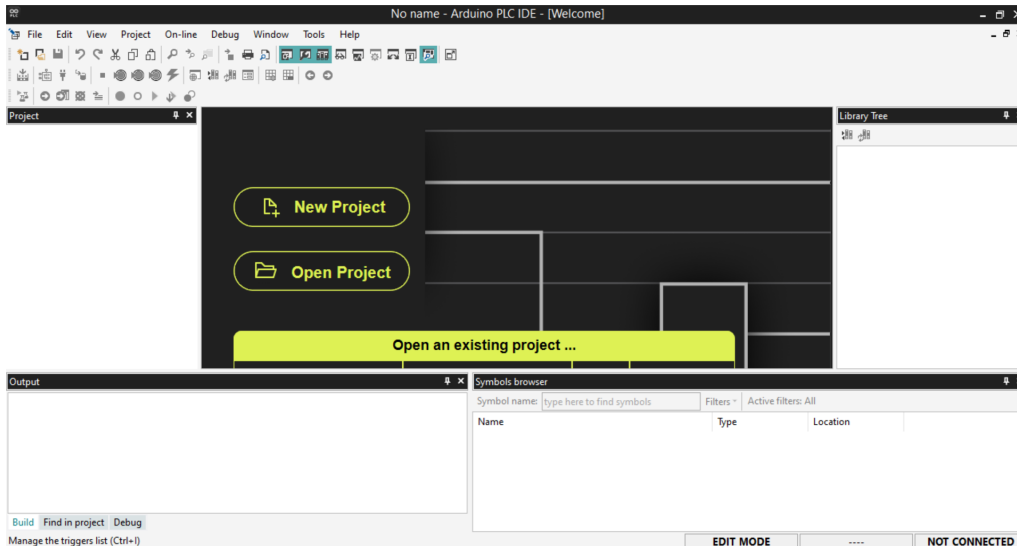 No name - Arduino PLC IDE - [Welcome]
File Edit View Project On-line Debug Window Tools Help
Project
Library Tree
New Project
Open Project
Open an existing project ...
Output
Symbols browser
Symbol name: type here to find symbols Filters Active filters: All
Name Type Location
Build Find in project Debug
Manage the triggers list (Ctrl+I)
EDIT MODE ---- NOT CONNECTED